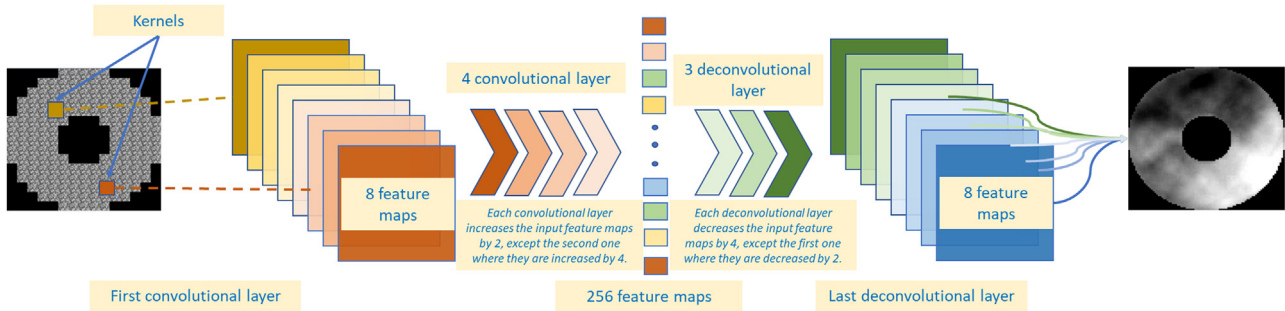 Kernels
4 convolutional layer
3 deconvolutional
layer
8 feature
maps
8 feature
maps
Each convolutional layer
increases the input feature maps
by 2, except the second one
where they are increased by 4.
Each deconvolutional layer
decreases the input feature
maps by 4, except the first one
where they are decreased by 2.
First convolutional layer
256 feature maps
Last deconvolutional layer